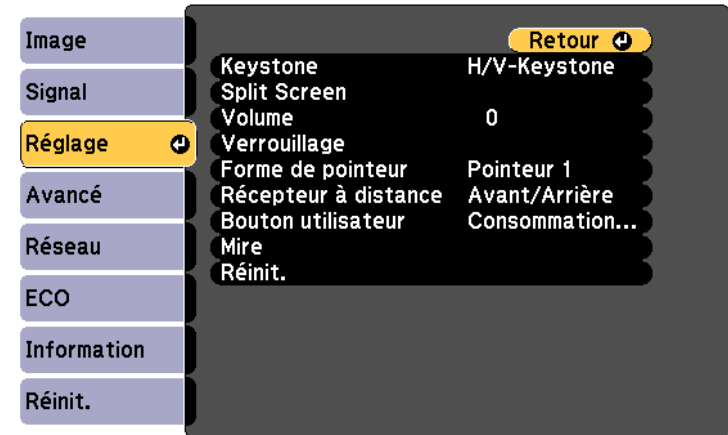 Image
Signal
Réglage
Avancé
Réseau
ECO
Information
Réinit.
Retour
Keystone H/V-Keystone
Split Screen
Volume 0
Verrouillage
Forme de pointeur Pointeur 1
Récepteur à distance Avant/Arrière
Bouton utilisateur Consommation...
Mire
Réinit.